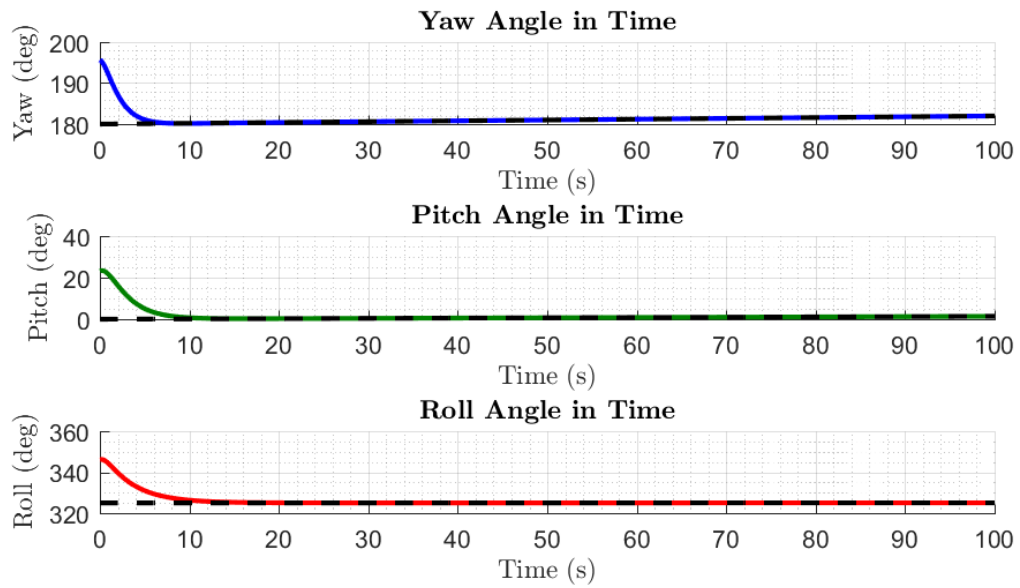 Yaw Angle in Time
200
190
180
Yaw (deg)
0 10 20 30 40 50 60 70 80 90 100
Time (s)
Pitch Angle in Time
40
20
0
Pitch (deg)
0 10 20 30 40 50 60 70 80 90 100
Time (s)
Roll Angle in Time
360
340
320
Roll (deg)
0 10 20 30 40 50 60 70 80 90 100
Time (s)